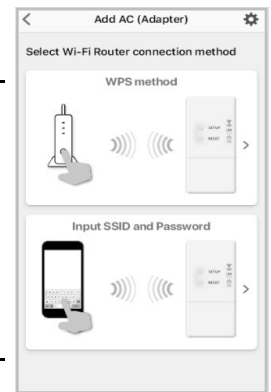 Add AC (Adapter)
Select Wi-Fi Router connection method
WPS method
SETUP
RESET
Input SSID and Password
SETUP
RESET